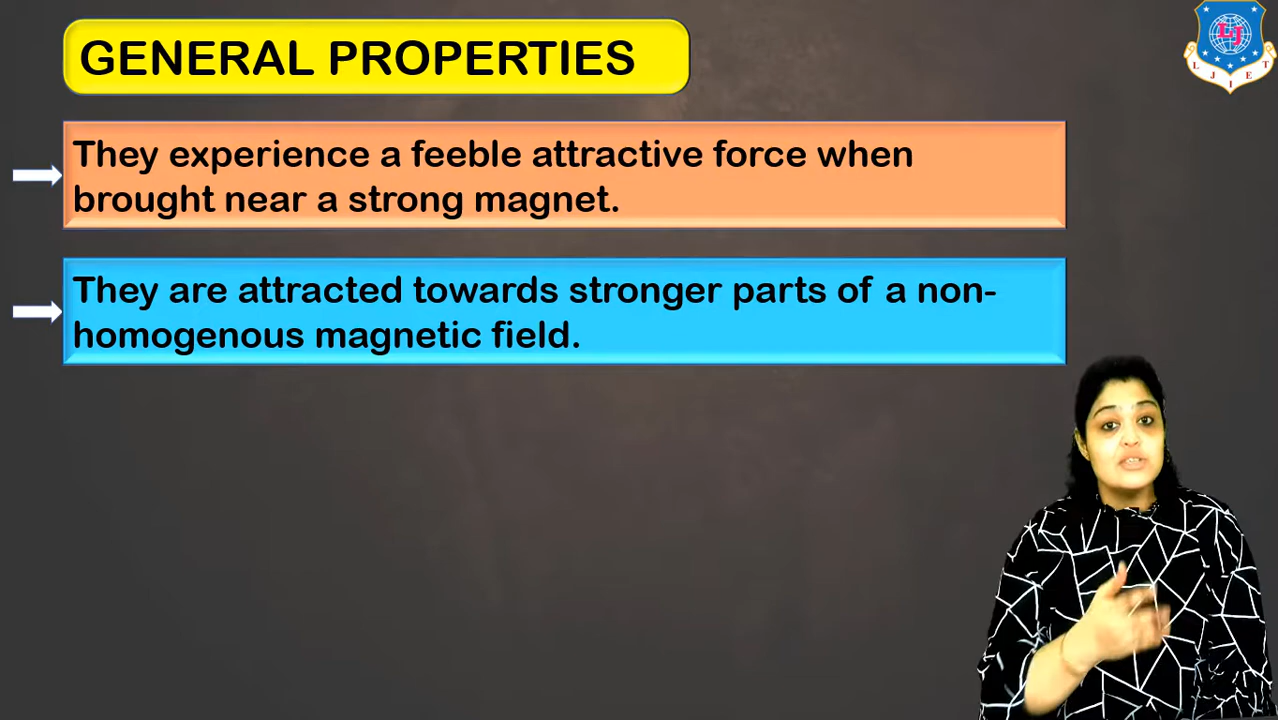 GENERAL PROPERTIES
They experience a feeble attractive force when
brought near a strong magnet.
They are attracted towards stronger parts of a non-
homogenous magnetic field.
LJ
L J I E T